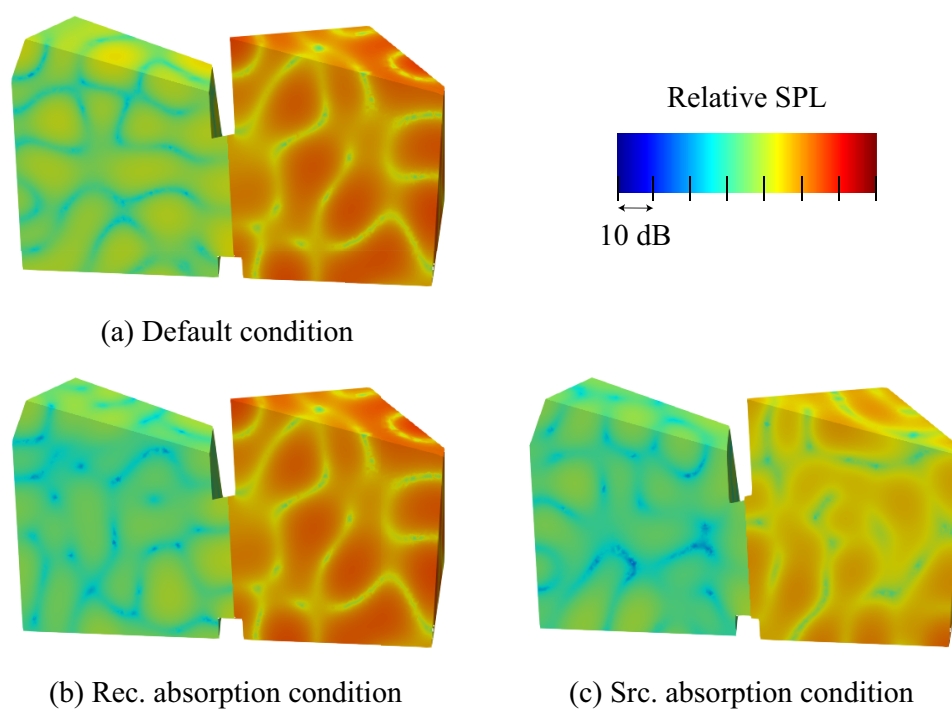 Relative SPL
10 dB
(a) Default condition
(b) Rec. absorption condition
(c) Src. absorption condition